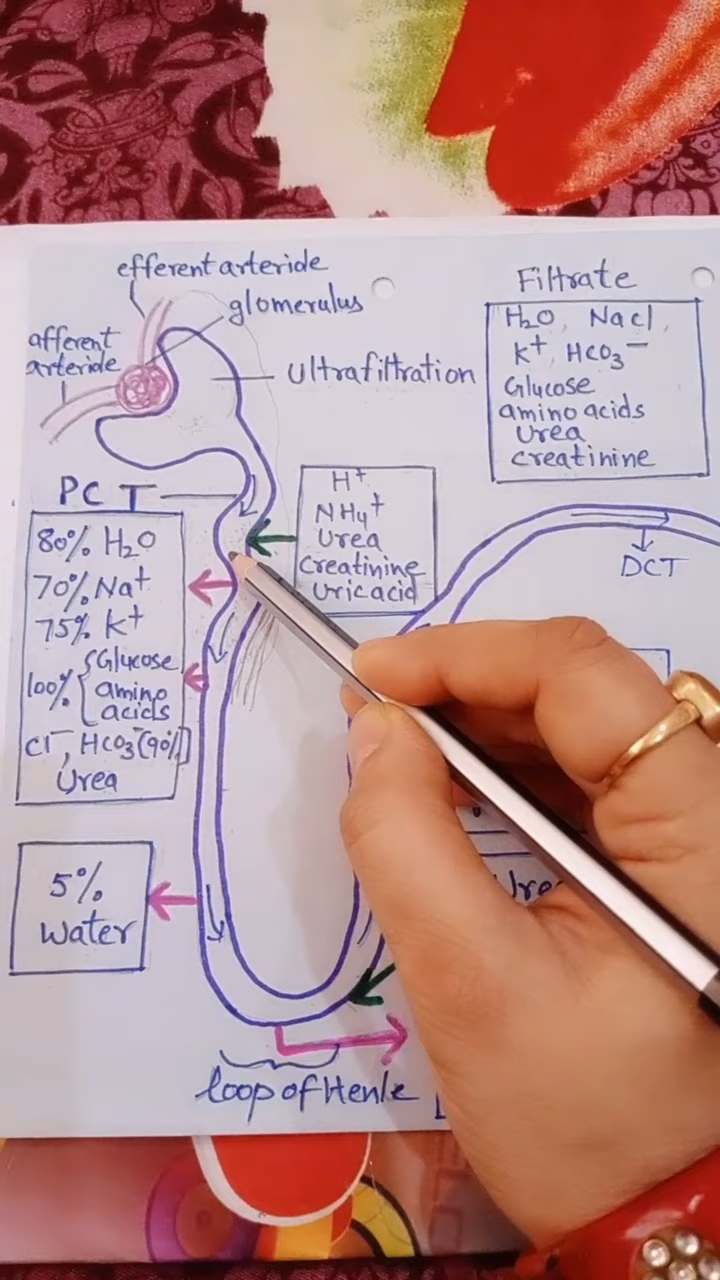 efferent arteride
glomerulus
afferent
arteride
Ultrafiltration
Filtrate
H₂O, Nacl,
K⁺, HCO₃⁻
Glucose
amino acids
Urea
creatinine
PCT
80% H₂O
70% Na⁺
75% K⁺
100% { Glucose
amino
acids
Cl⁻, HCO₃⁻(90%)
Urea
H⁺
NH4⁺
Urea
Creatinine
Uric acid
DCT
5%
Water
loop of Henle